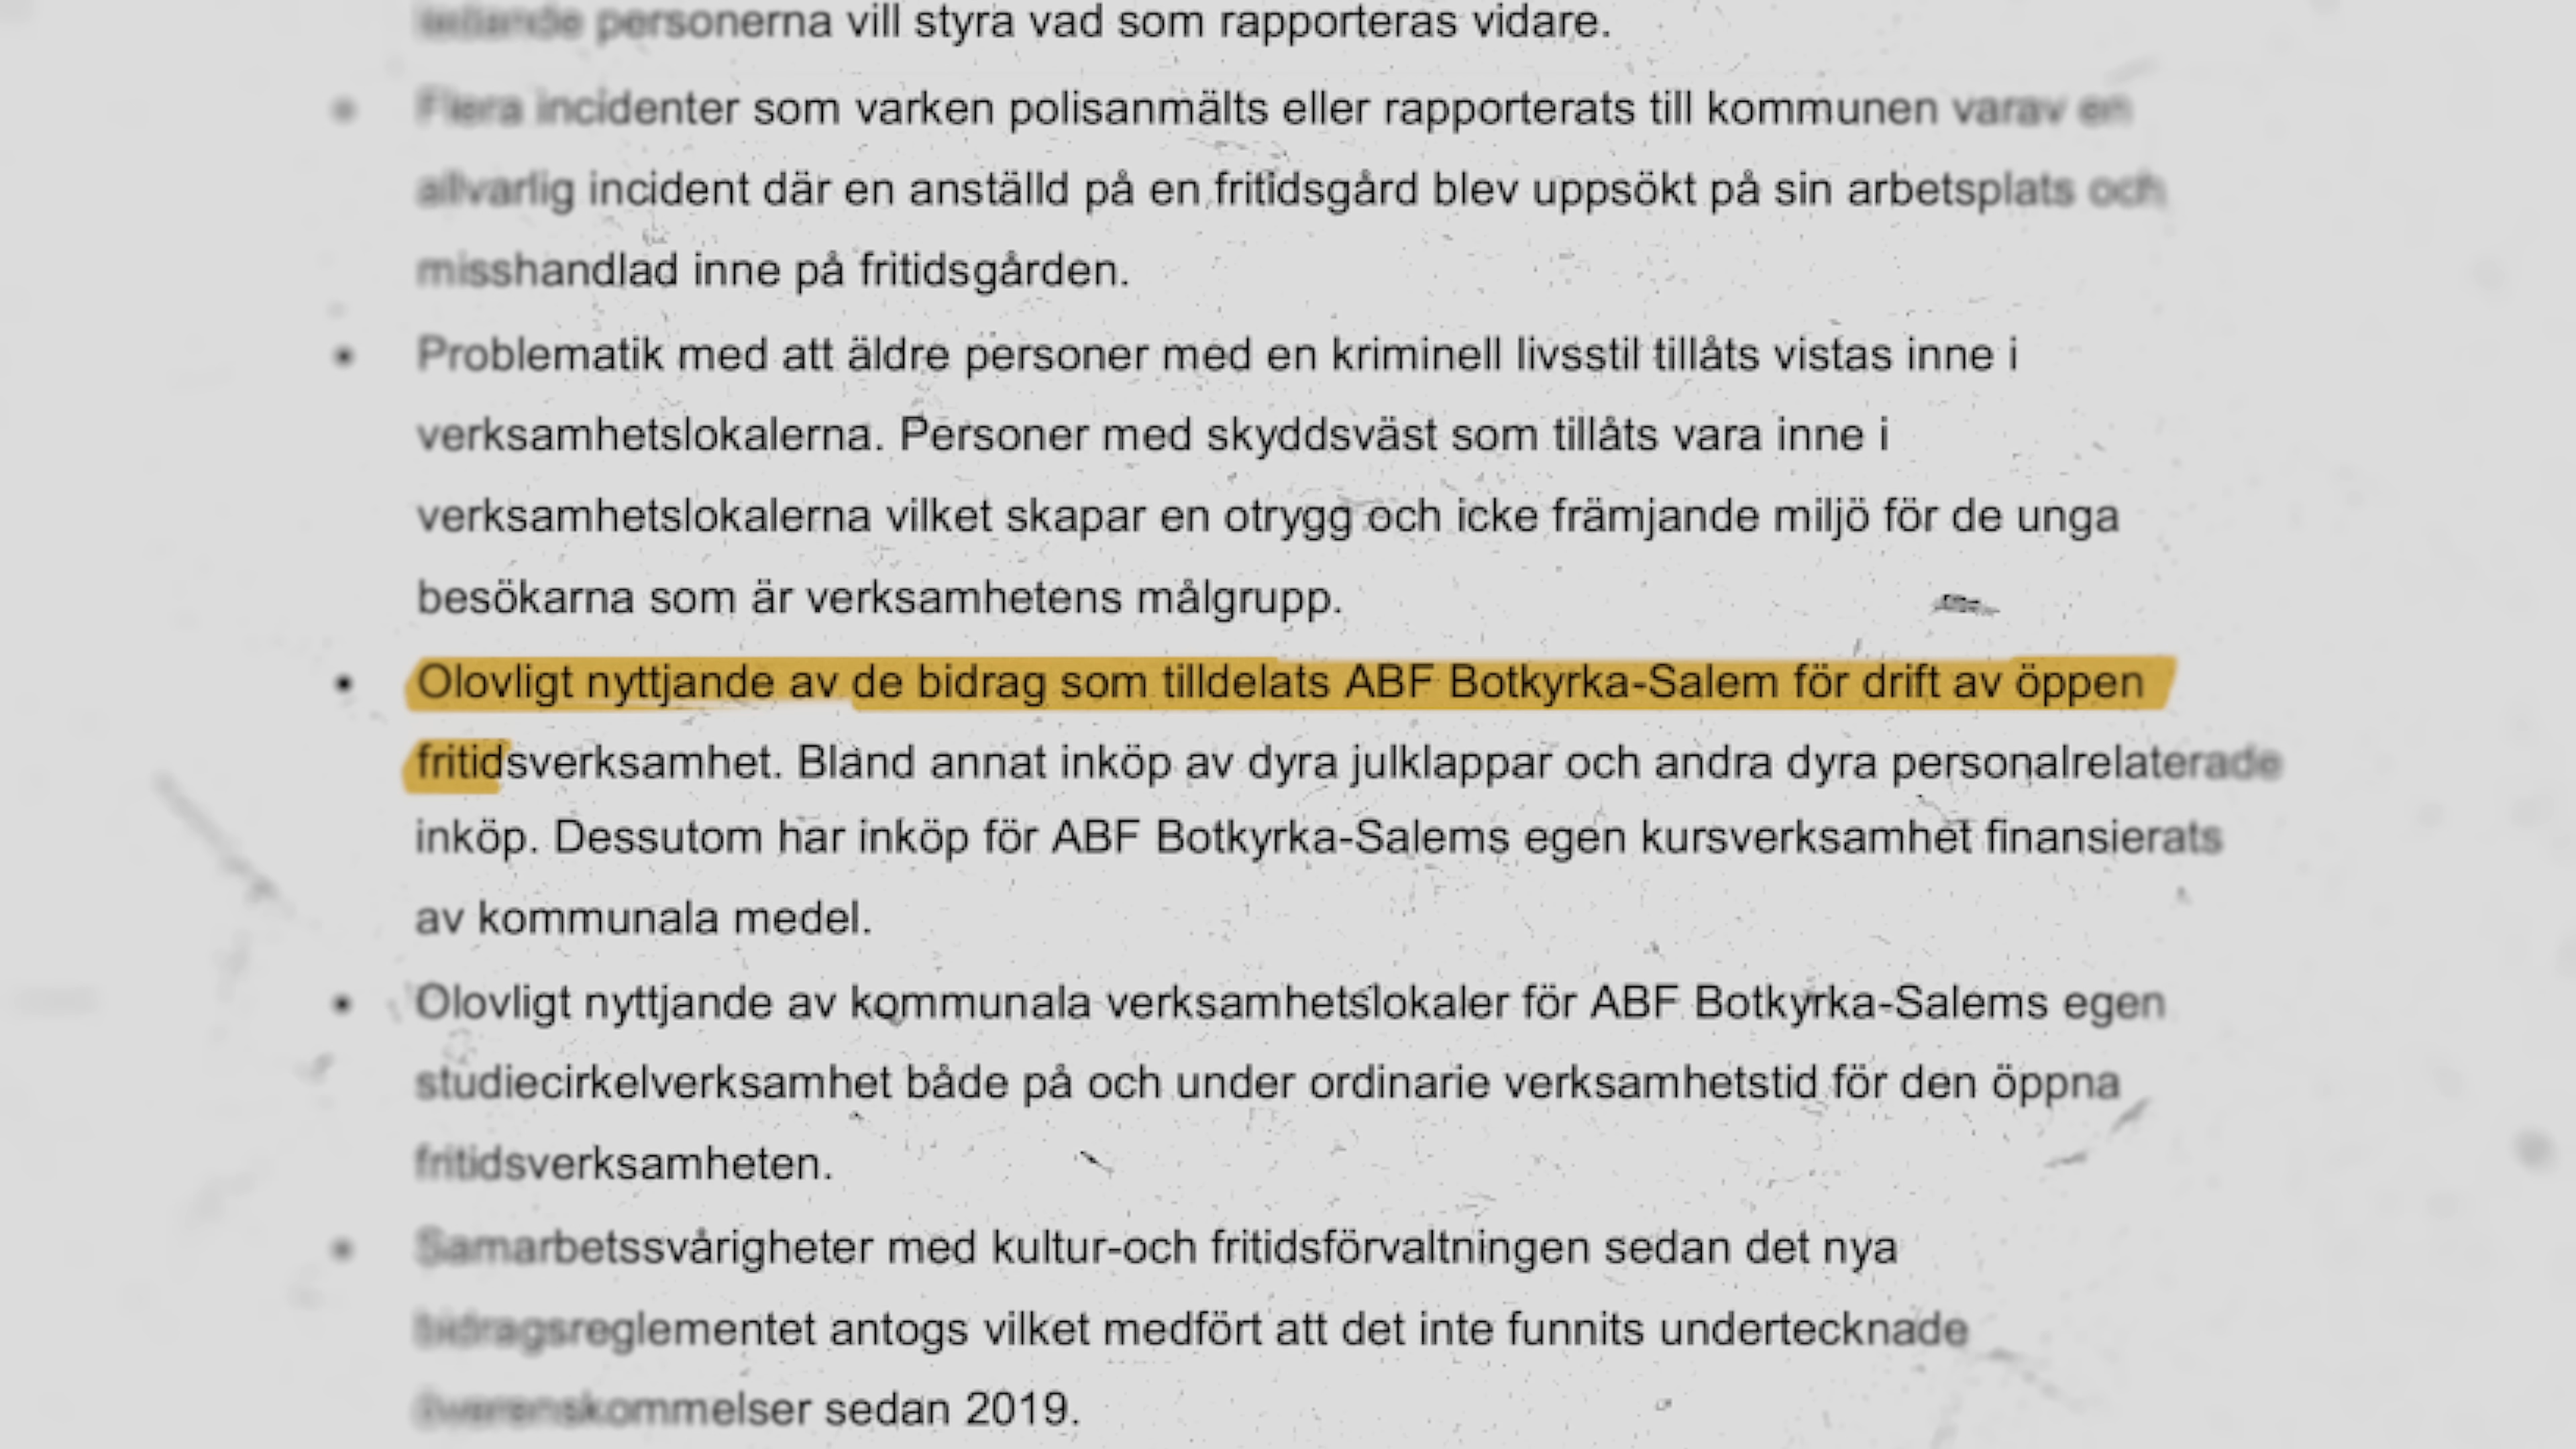 ledande personerna vill styra vad som rapporteras vidare.
Flera incidenter som varken polisanmälts eller rapporterats till kommunen varav en
allvarlig incident där en anställd på en fritidsgård blev uppsökt på sin arbetsplats och
misshandlad inne på fritidsgården.
Problematik med att äldre personer med en kriminell livsstil tillåts vistas inne i
verksamhetslokalerna. Personer med skyddsväst som tillåts vara inne i
verksamhetslokalerna vilket skapar en otrygg och icke främjande miljö för de unga
besökarna som är verksamhetens målgrupp.
Olovligt nyttjande av de bidrag som tilldelats ABF Botkyrka-Salem för drift av öppen
fritidsverksamhet. Bland annat inköp av dyra julklappar och andra dyra personalrelaterade
inköp. Dessutom har inköp för ABF Botkyrka-Salems egen kursverksamhet finansierats
av kommunala medel.
Olovligt nyttjande av kommunala verksamhetslokaler för ABF Botkyrka-Salems egen
studiecirkelverksamhet både på och under ordinarie verksamhetstid för den öppna
fritidsverksamheten.
Samarbetssvårigheter med kultur-och fritidsförvaltningen sedan det nya
bidragsreglementet antogs vilket medfört att det inte funnits undertecknade
överenskommelser sedan 2019.